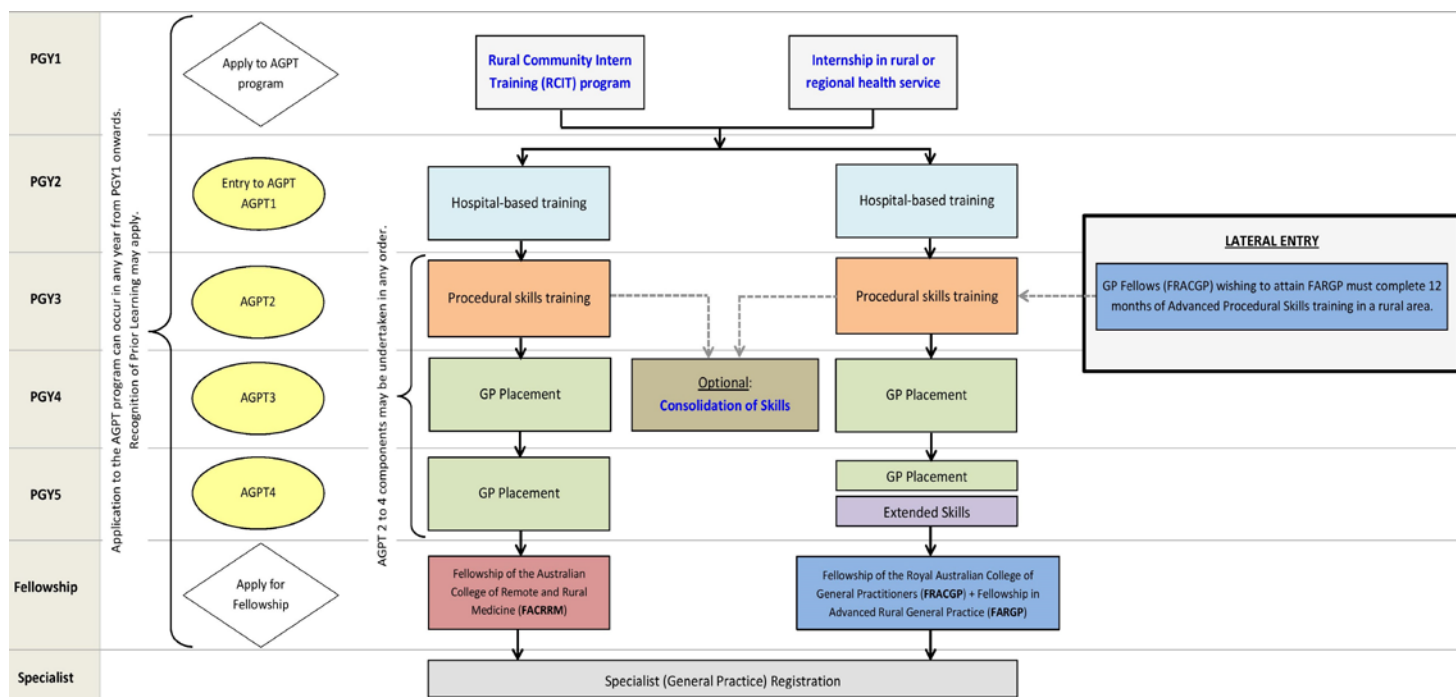 PGY1
Apply to AGPT
program
Rural Community Intern
Training (RCIT) program
Internship in rural or
regional health service
Application to the AGPT program can occur in any year from PGY1 onwards.
Recognition of Prior Learning may apply.
PGY2
Entry to AGPT
AGPT1
Hospital-based training
Hospital-based training
LATERAL ENTRY
GP Fellows (FRACGP) wishing to attain FARGP must complete 12
months of Advanced Procedural Skills training in a rural area.
AGPT 2 to 4 components may be undertaken in any order.
PGY3
AGPT2
Procedural skills training
Procedural skills training
PGY4
AGPT3
GP Placement
Optional:
Consolidation of Skills
GP Placement
PGY5
AGPT4
GP Placement
GP Placement
Extended Skills
Fellowship
Apply for
Fellowship
Fellowship of the Australian
College of Remote and Rural
Medicine (FACRRM)
Fellowship of the Royal Australian College of
General Practitioners (FRACGP) + Fellowship in
Advanced Rural General Practice (FARGP)
Specialist
Specialist (General Practice) Registration